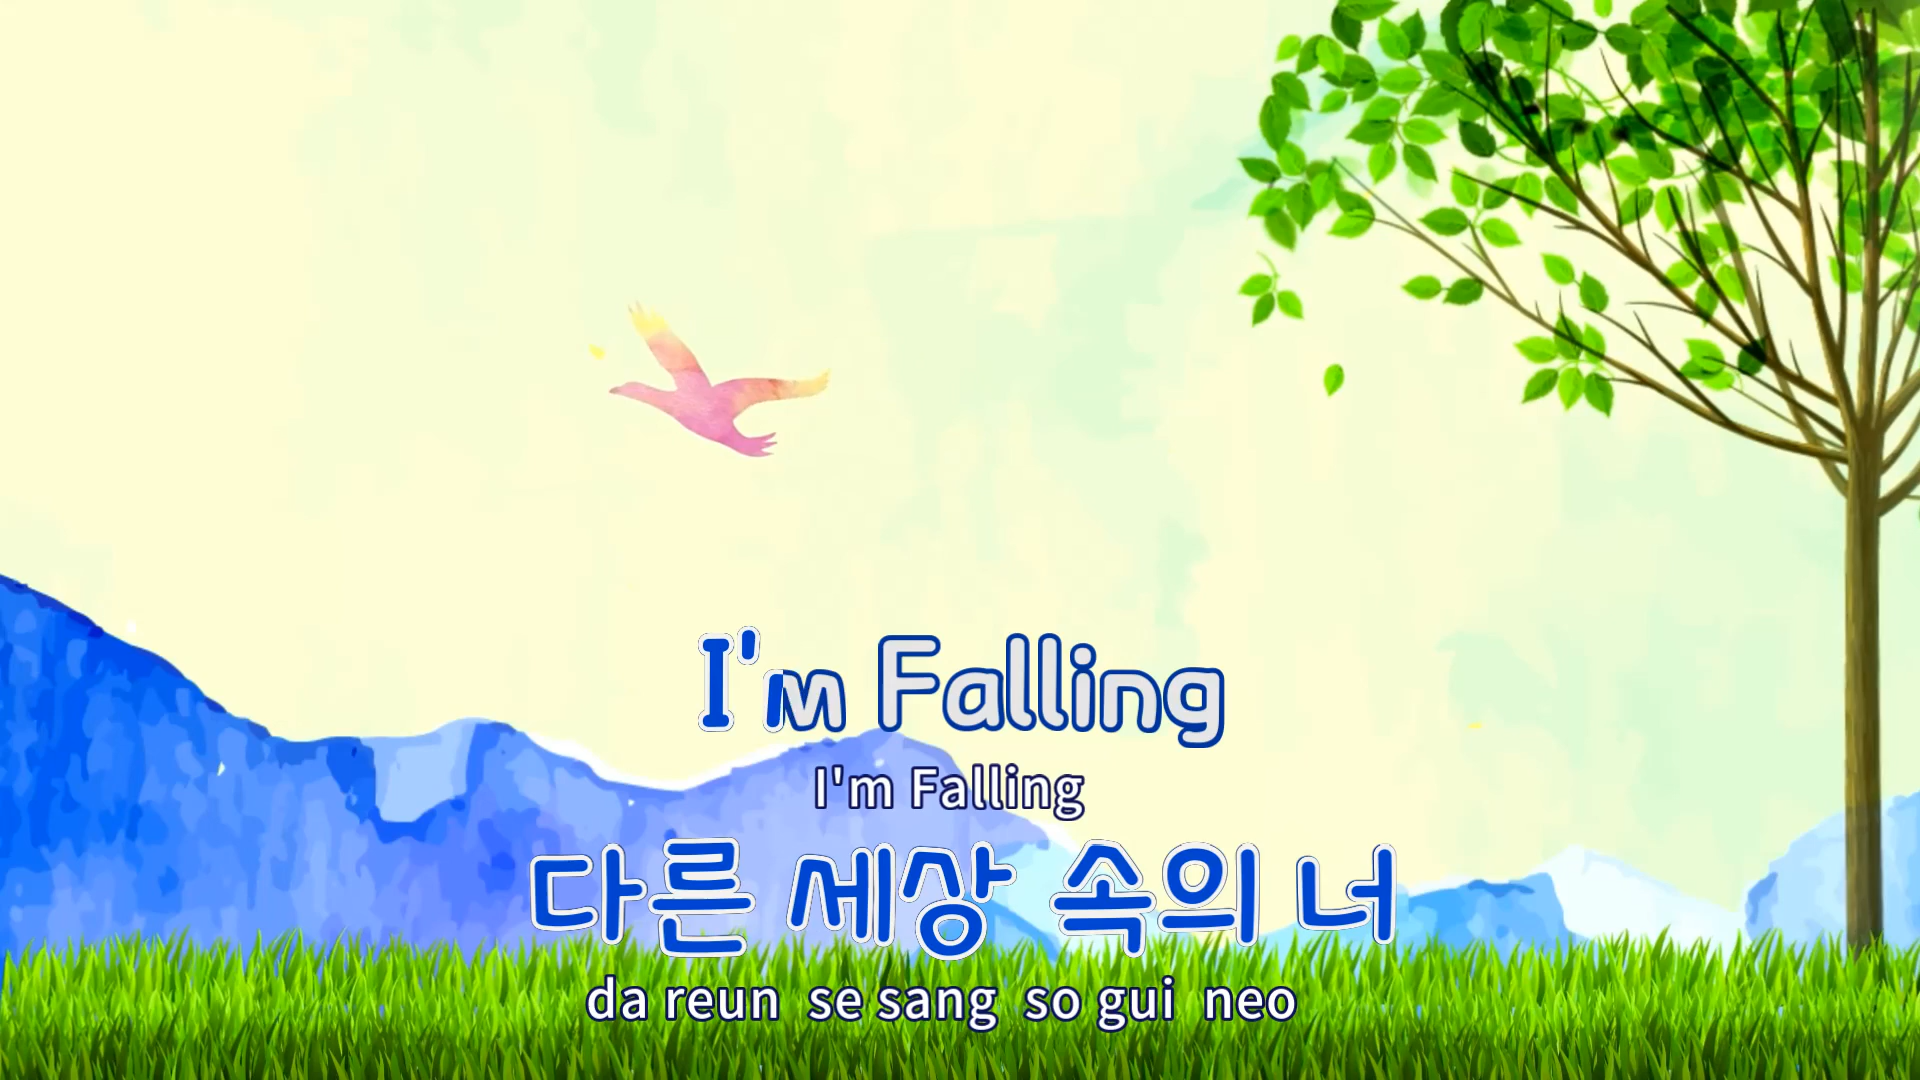 I'm Falling
I'm Falling
다른 세상 속의 너
da reun se sang so gui neo